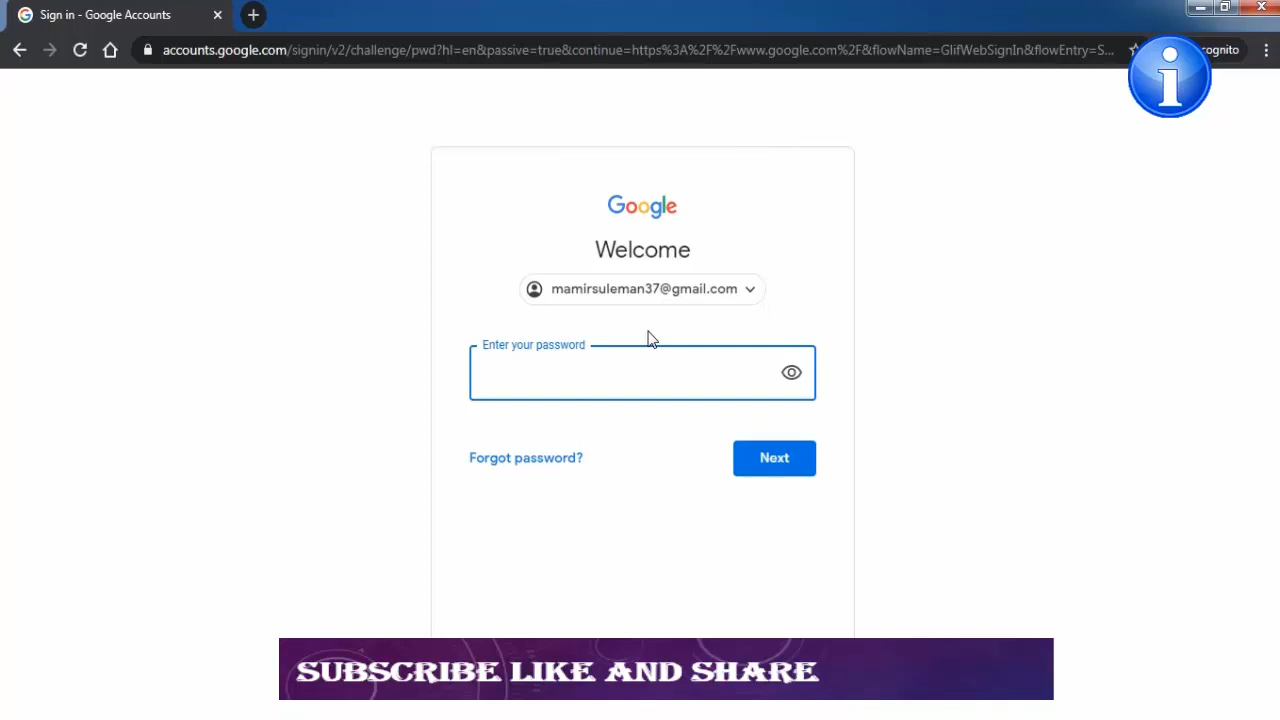 Sign in - Google Accounts
accounts.google.com/signin/v2/challenge/pwd?hl=en&passive=true&continue=https%3A%2F%2Fwww.google.com%2F&flowName=GlifWebSignIn&flowEntry=S...
ognito
i
Google
Welcome
mamirsuleman37@gmail.com
Enter your password
Forgot password?
Next
SUBSCRIBE LIKE AND SHARE